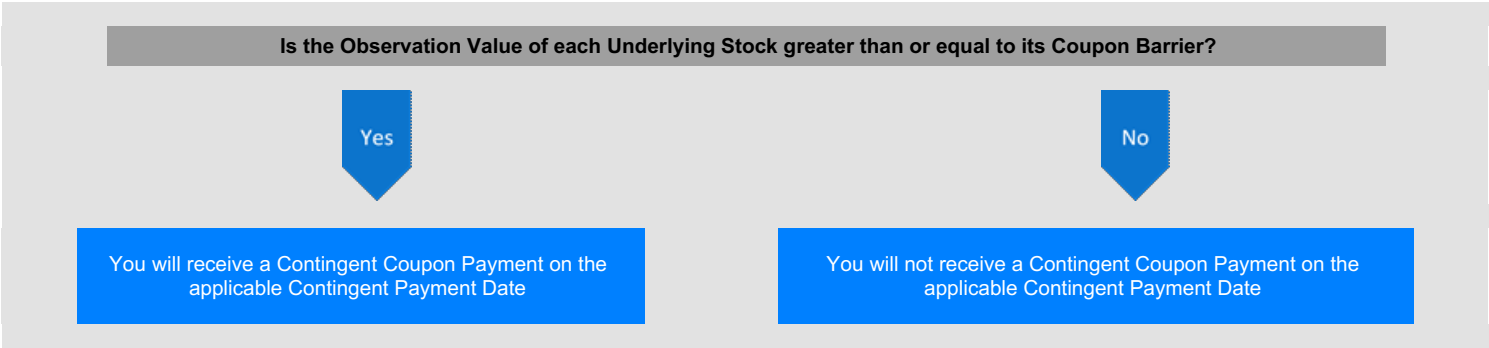 Is the Observation Value of each Underlying Stock greater than or equal to its Coupon Barrier?
Yes
No
You will receive a Contingent Coupon Payment on the
applicable Contingent Payment Date
You will not receive a Contingent Coupon Payment on the
applicable Contingent Payment Date